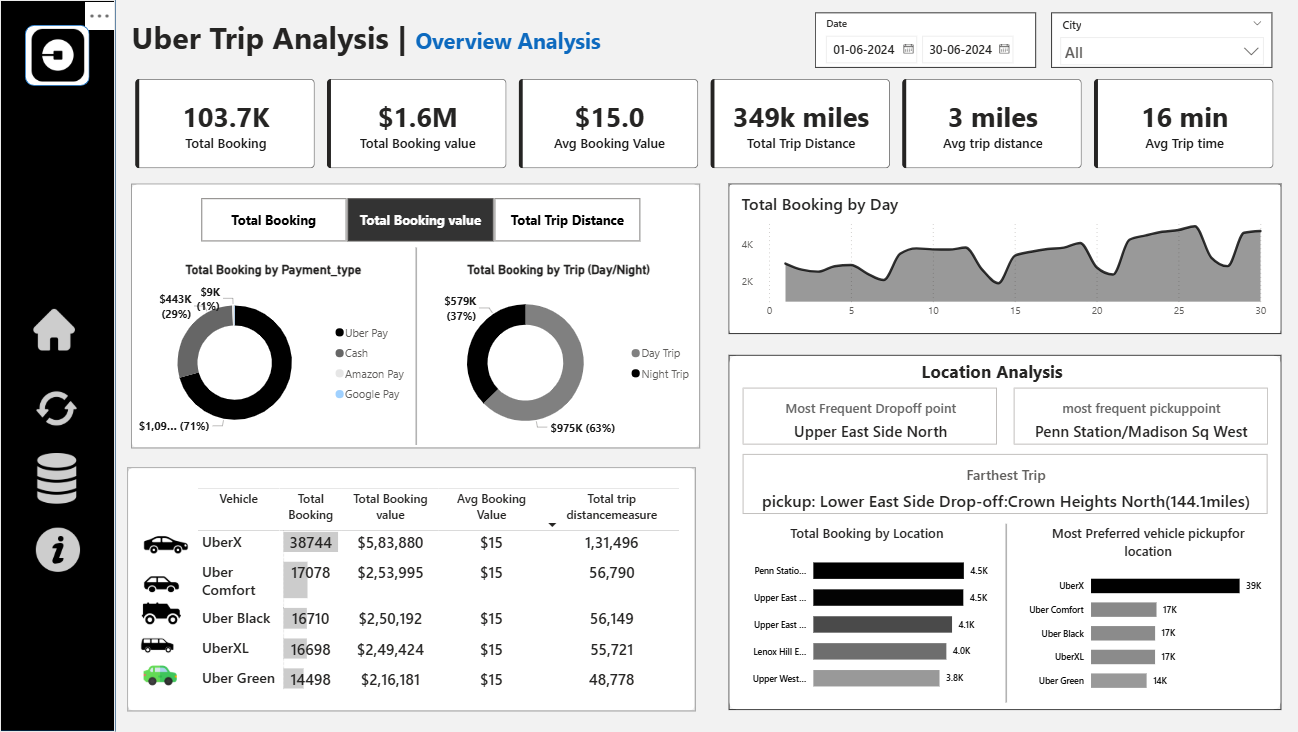 Uber Trip Analysis | Overview Analysis
Date
01-06-2024 30-06-2024
City
All
103.7K
Total Booking
$1.6M
Total Booking value
$15.0
Avg Booking Value
349k miles
Total Trip Distance
3 miles
Avg trip distance
16 min
Avg Trip time
Total Booking
Total Booking value
Total Trip Distance
Total Booking by Payment_type
$443K
(29%)
$9K
(1%)
$1,09... (71%)
Uber Pay
Cash
Amazon Pay
Google Pay
Total Booking by Trip (Day/Night)
$579K
(37%)
$975K (63%)
Day Trip
Night Trip
Total Booking by Day
4K
2K
0 5 10 15 20 25 30
Vehicle Total Booking Total Booking value Avg Booking Value Total trip distancemeasure
UberX 38744 $5,83,880 $15 1,31,496
Uber Comfort 17078 $2,53,995 $15 56,790
Uber Black 16710 $2,50,192 $15 56,149
UberXL 16698 $2,49,424 $15 55,721
Uber Green 14498 $2,16,181 $15 48,778
Location Analysis
Most Frequent Dropoff point
Upper East Side North
most frequent pickuppoint
Penn Station/Madison Sq West
Farthest Trip
pickup: Lower East Side Drop-off:Crown Heights North(144.1miles)
Total Booking by Location
Penn Statio... 4.5K
Upper East ... 4.5K
Upper East ... 4.1K
Lenox Hill E... 4.0K
Upper West... 3.8K
Most Preferred vehicle pickupfor
location
UberX 39K
Uber Comfort 17K
Uber Black 17K
UberXL 17K
Uber Green 14K